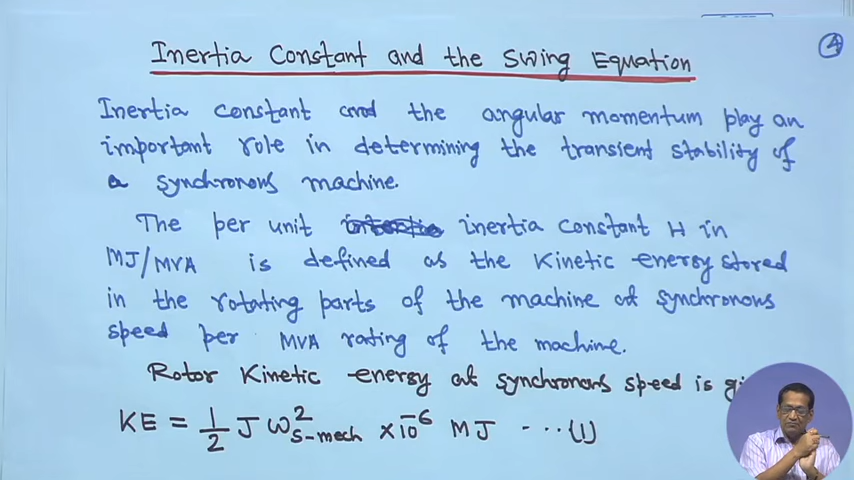 4
Inertia Constant and the Swing Equation
Inertia constant and the angular momentum play an
important role in determining the transient stability of
a synchronous machine.
The per unit inertia constant H in
MJ/MVA is defined as the kinetic energy stored
in the rotating parts of the machine at synchronous
speed per MVA rating of the machine.
Rotor Kinetic energy at synchronous speed is
KE = 1/2 J ω²s-mech ×10⁻⁶ MJ ---(1)